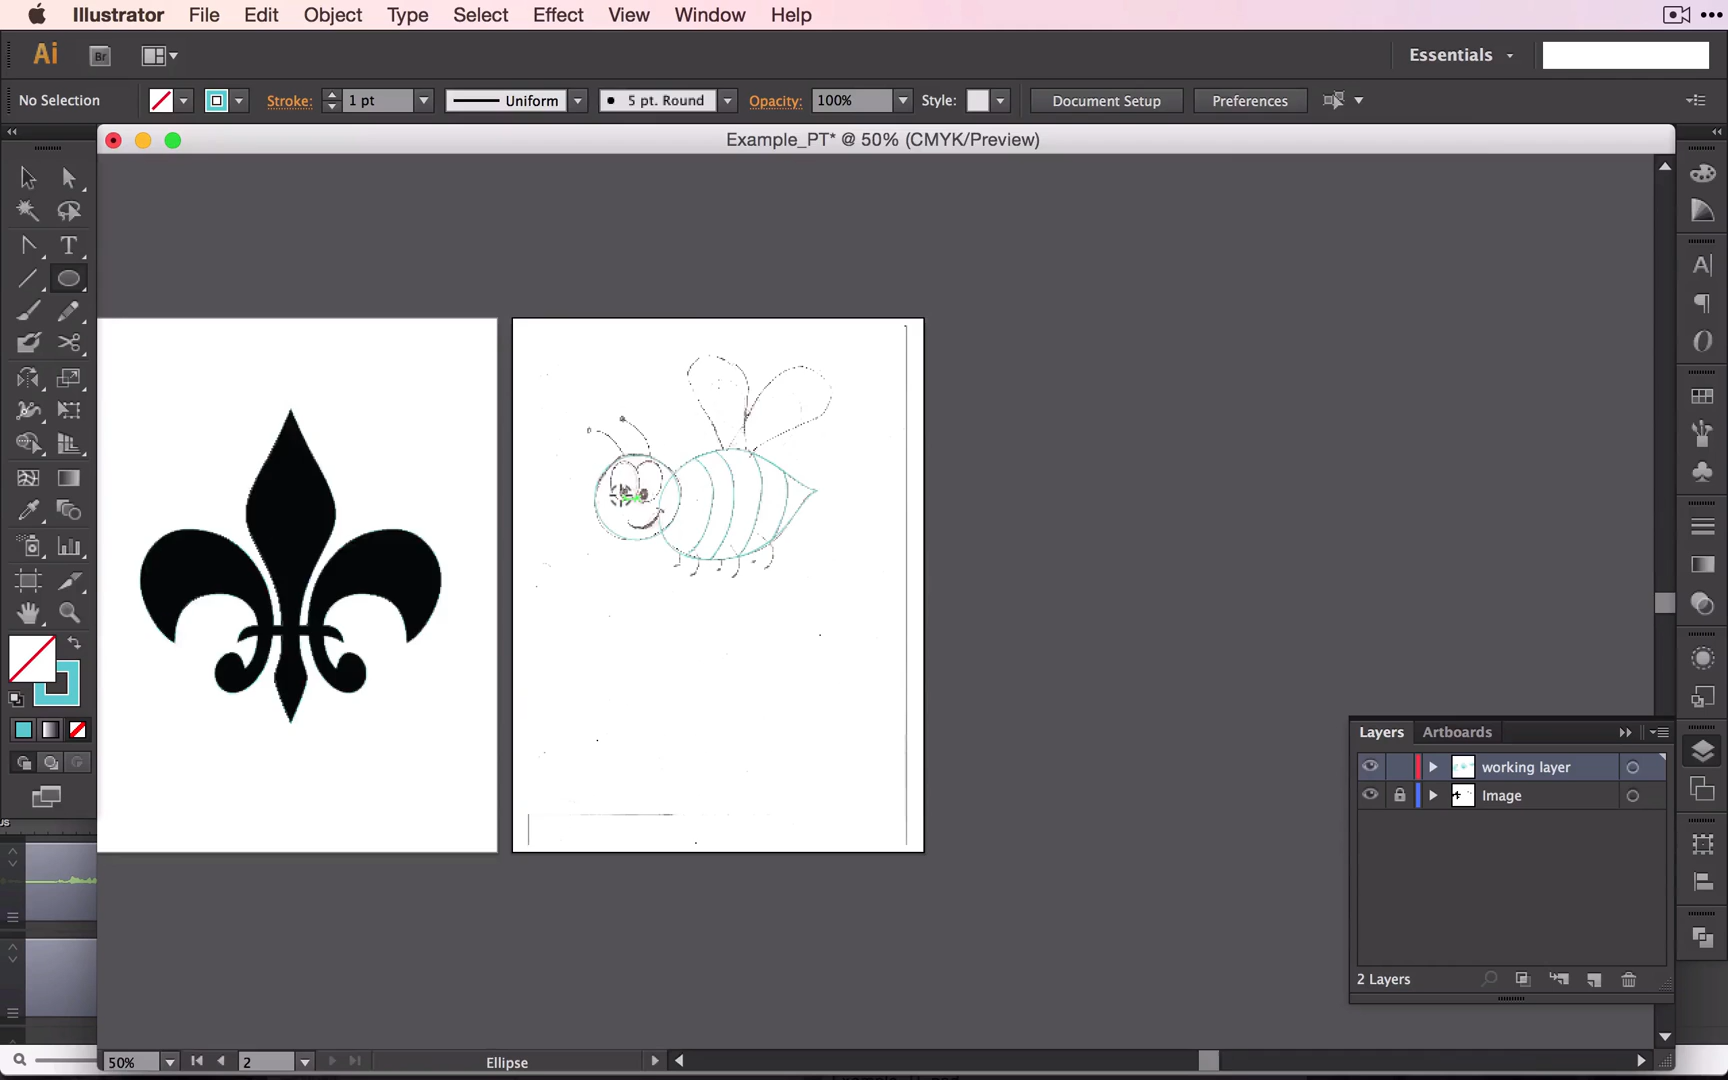 Illustrator File Edit Object Type Select Effect View Window Help
Ai Br Essentials
No Selection Stroke: 1 pt Uniform 5 pt. Round Opacity: 100% Style: Document Setup Preferences
Example_PT* @ 50% (CMYK/Preview)
Layers Artboards
working layer
Image
2 Layers
50% 2 Ellipse